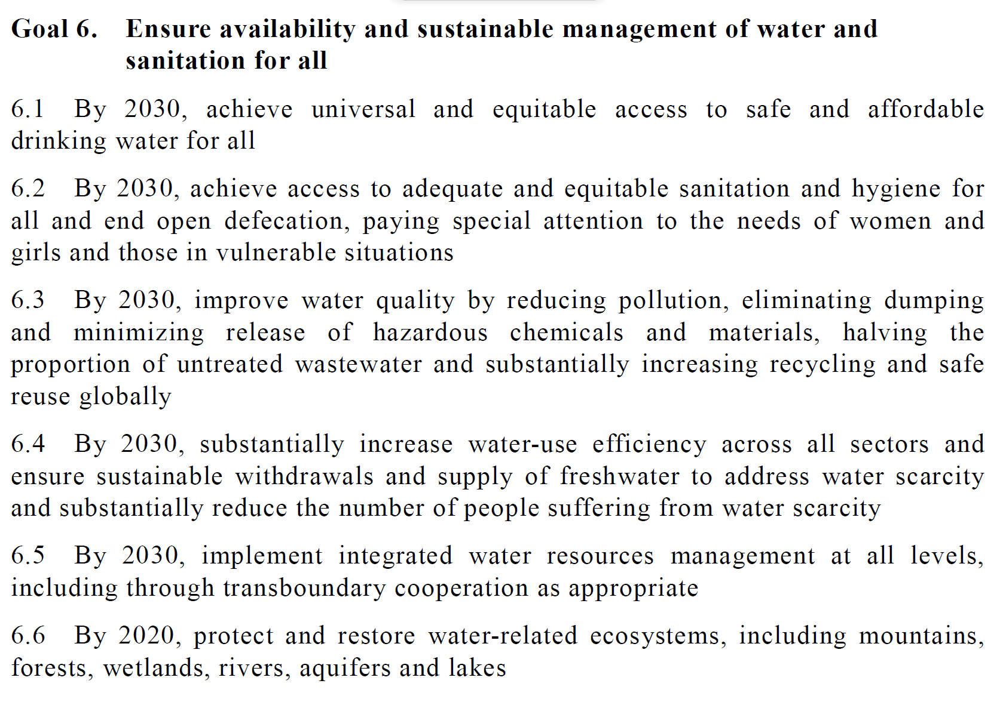 Goal 6. Ensure availability and sustainable management of water and
sanitation for all
6.1 By 2030, achieve universal and equitable access to safe and affordable
drinking water for all
6.2 By 2030, achieve access to adequate and equitable sanitation and hygiene for
all and end open defecation, paying special attention to the needs of women and
girls and those in vulnerable situations
6.3 By 2030, improve water quality by reducing pollution, eliminating dumping
and minimizing release of hazardous chemicals and materials, halving the
proportion of untreated wastewater and substantially increasing recycling and safe
reuse globally
6.4 By 2030, substantially increase water-use efficiency across all sectors and
ensure sustainable withdrawals and supply of freshwater to address water scarcity
and substantially reduce the number of people suffering from water scarcity
6.5 By 2030, implement integrated water resources management at all levels,
including through transboundary cooperation as appropriate
6.6 By 2020, protect and restore water-related ecosystems, including mountains,
forests, wetlands, rivers, aquifers and lakes